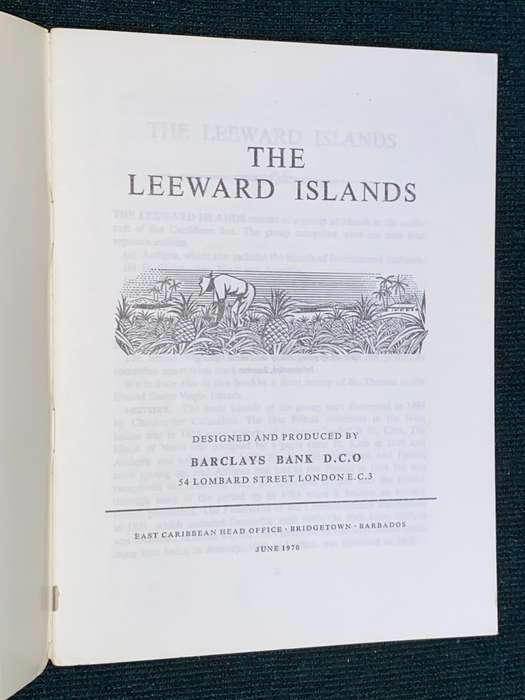 THE
LEEWARD ISLANDS
DESIGNED AND PRODUCED BY
BARCLAYS BANK D.C.O
54 LOMBARD STREET LONDON E.C.3
EAST CARIBBEAN HEAD OFFICE · BRIDGETOWN · BARBADOS
JUNE 1970